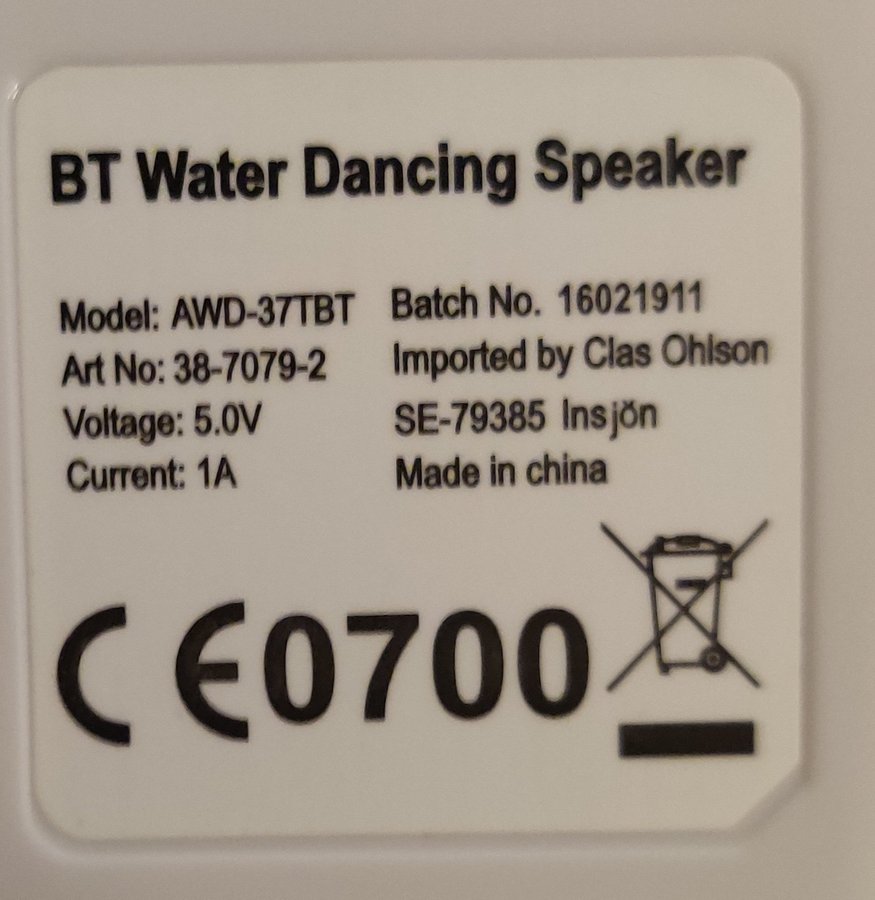 BT Water Dancing Speaker
Model: AWD-37TBT
Art No: 38-7079-2
Voltage: 5.0V
Current: 1A
Batch No. 16021911
Imported by Clas Ohlson
SE-79385 Insjön
Made in china
CE0700